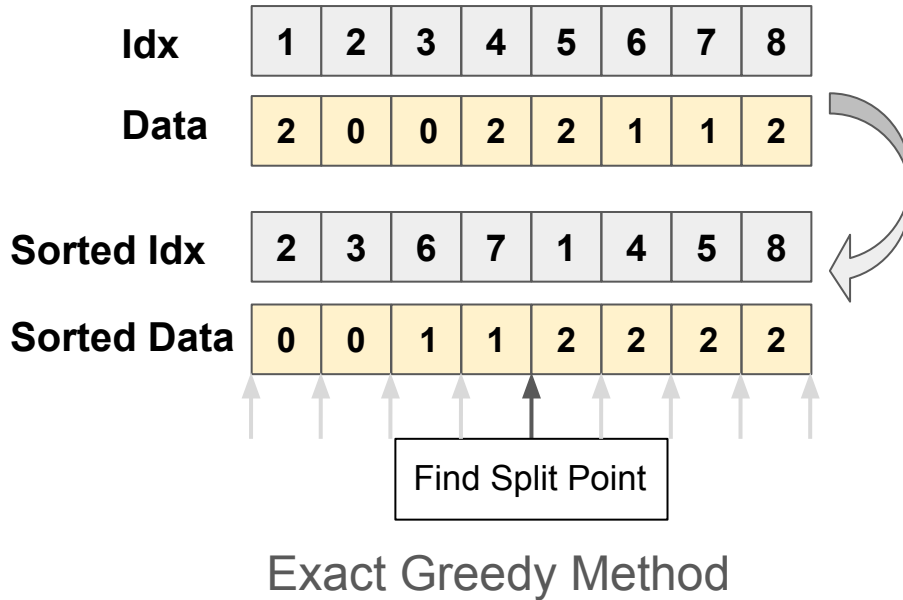 Idx 1 2 3 4 5 6 7 8
Data 2 0 0 2 2 1 1 2
Sorted Idx 2 3 6 7 1 4 5 8
Sorted Data 0 0 1 1 2 2 2 2
Find Split Point
Exact Greedy Method